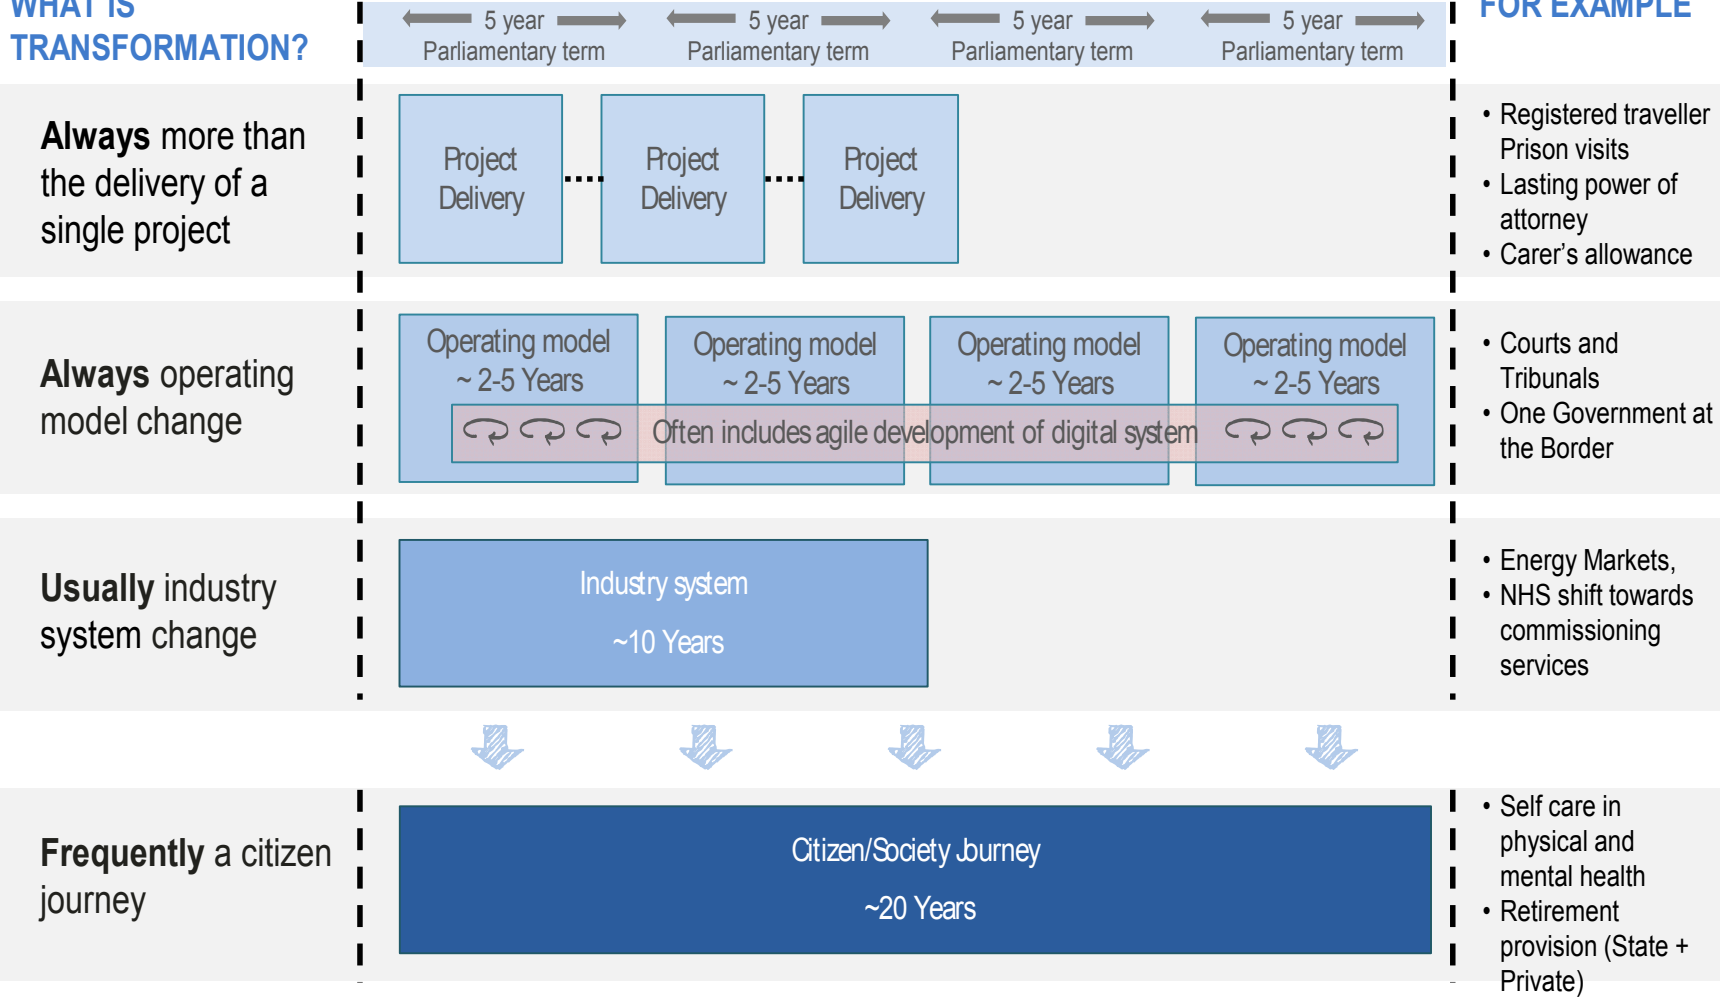 WHAT IS
TRANSFORMATION?
5 year
Parliamentary term
5 year
Parliamentary term
5 year
Parliamentary term
5 year
Parliamentary term
FOR EXAMPLE
Always more than
the delivery of a
single project
Project
Delivery
Project
Delivery
Project
Delivery
• Registered traveller
Prison visits
• Lasting power of
attorney
• Carer's allowance
Always operating
model change
Operating model
~ 2-5 Years
Operating model
~ 2-5 Years
Operating model
~ 2-5 Years
Operating model
~ 2-5 Years
Often includes agile development of digital system
• Courts and
Tribunals
• One Government at
the Border
Usually industry
system change
Industry system
~10 Years
• Energy Markets,
• NHS shift towards
commissioning
services
Frequently a citizen
journey
Citizen/Society Journey
~20 Years
• Self care in
physical and
mental health
• Retirement
provision (State +
Private)